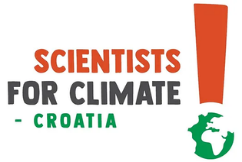 SCIENTISTS
FOR CLIMATE
- CROATIA